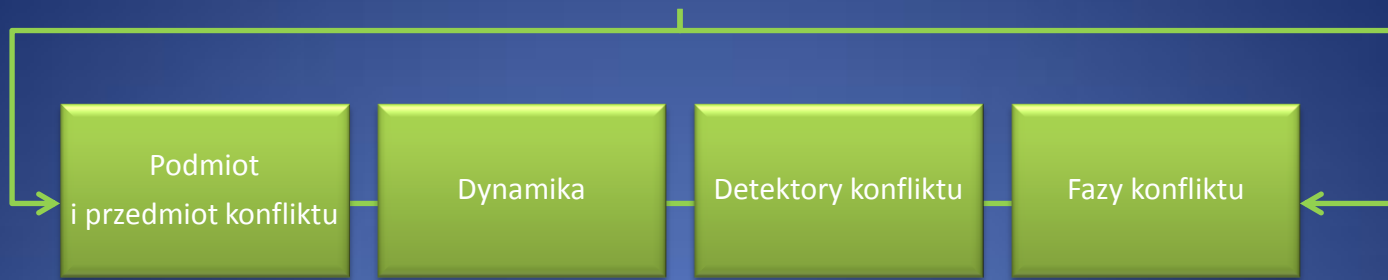 Podmiot
i przedmiot konfliktu
Dynamika
Detektory konfliktu
Fazy konfliktu